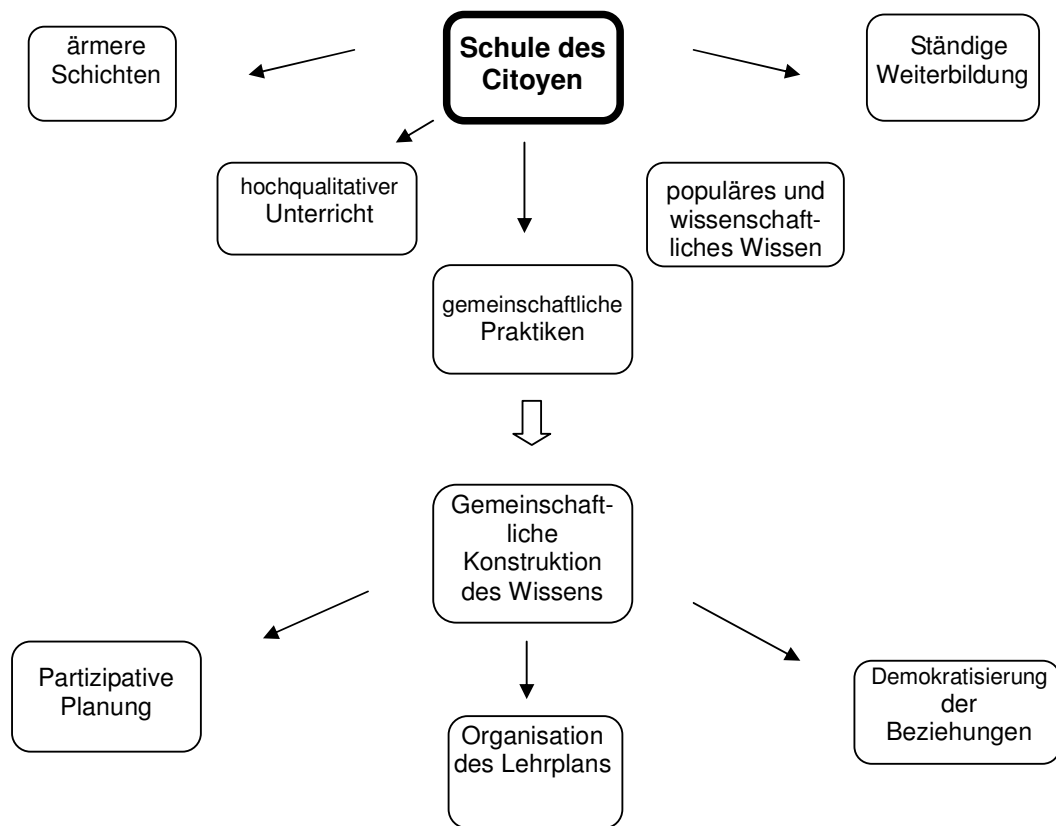 ärmere
Schichten
Schule des
Citoyen
Ständige
Weiterbildung
hochqualitativer
Unterricht
populäres und
wissenschaft-
liches Wissen
gemeinschaftliche
Praktiken
Gemeinschaft-
liche
Konstruktion
des Wissens
Partizipative
Planung
Organisation
des Lehrplans
Demokratisierung
der
Beziehungen